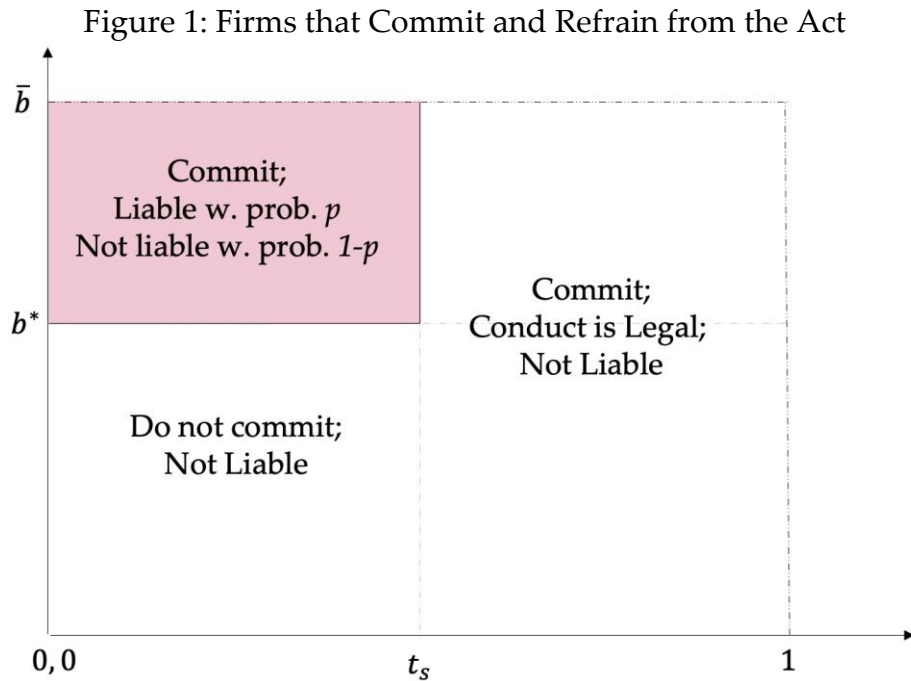 Figure 1: Firms that Commit and Refrain from the Act
b̄
Commit;
Liable w. prob. p
Not liable w. prob. 1-p
b*
Commit;
Conduct is Legal;
Not Liable
Do not commit;
Not Liable
0,0
tₛ
1